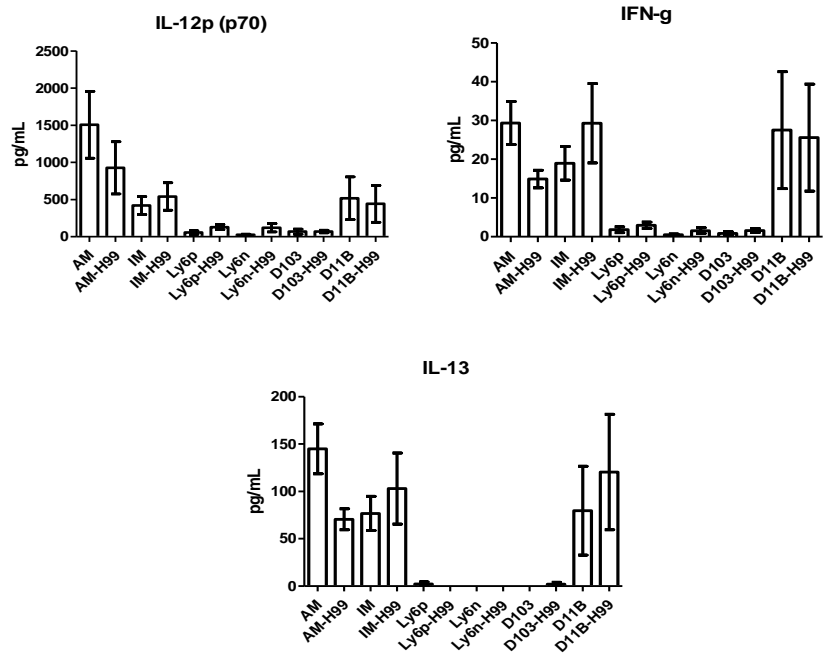 IL-12p (p70)
pg/mL
2500
2000
1500
1000
500
0
AM
AM-H99
IM
IM-H99
Ly6p
Ly6p-H99
Ly6n
Ly6n-H99
D103
D103-H99
D11B
D11B-H99
IFN-g
pg/mL
50
40
30
20
10
0
AM
AM-H99
IM
IM-H99
Ly6p
Ly6p-H99
Ly6n
Ly6n-H99
D103
D103-H99
D11B
D11B-H99
IL-13
pg/mL
200
150
100
50
0
AM
AM-H99
IM
IM-H99
Ly6p
Ly6p-H99
Ly6n
Ly6n-H99
D103
D103-H99
D11B
D11B-H99